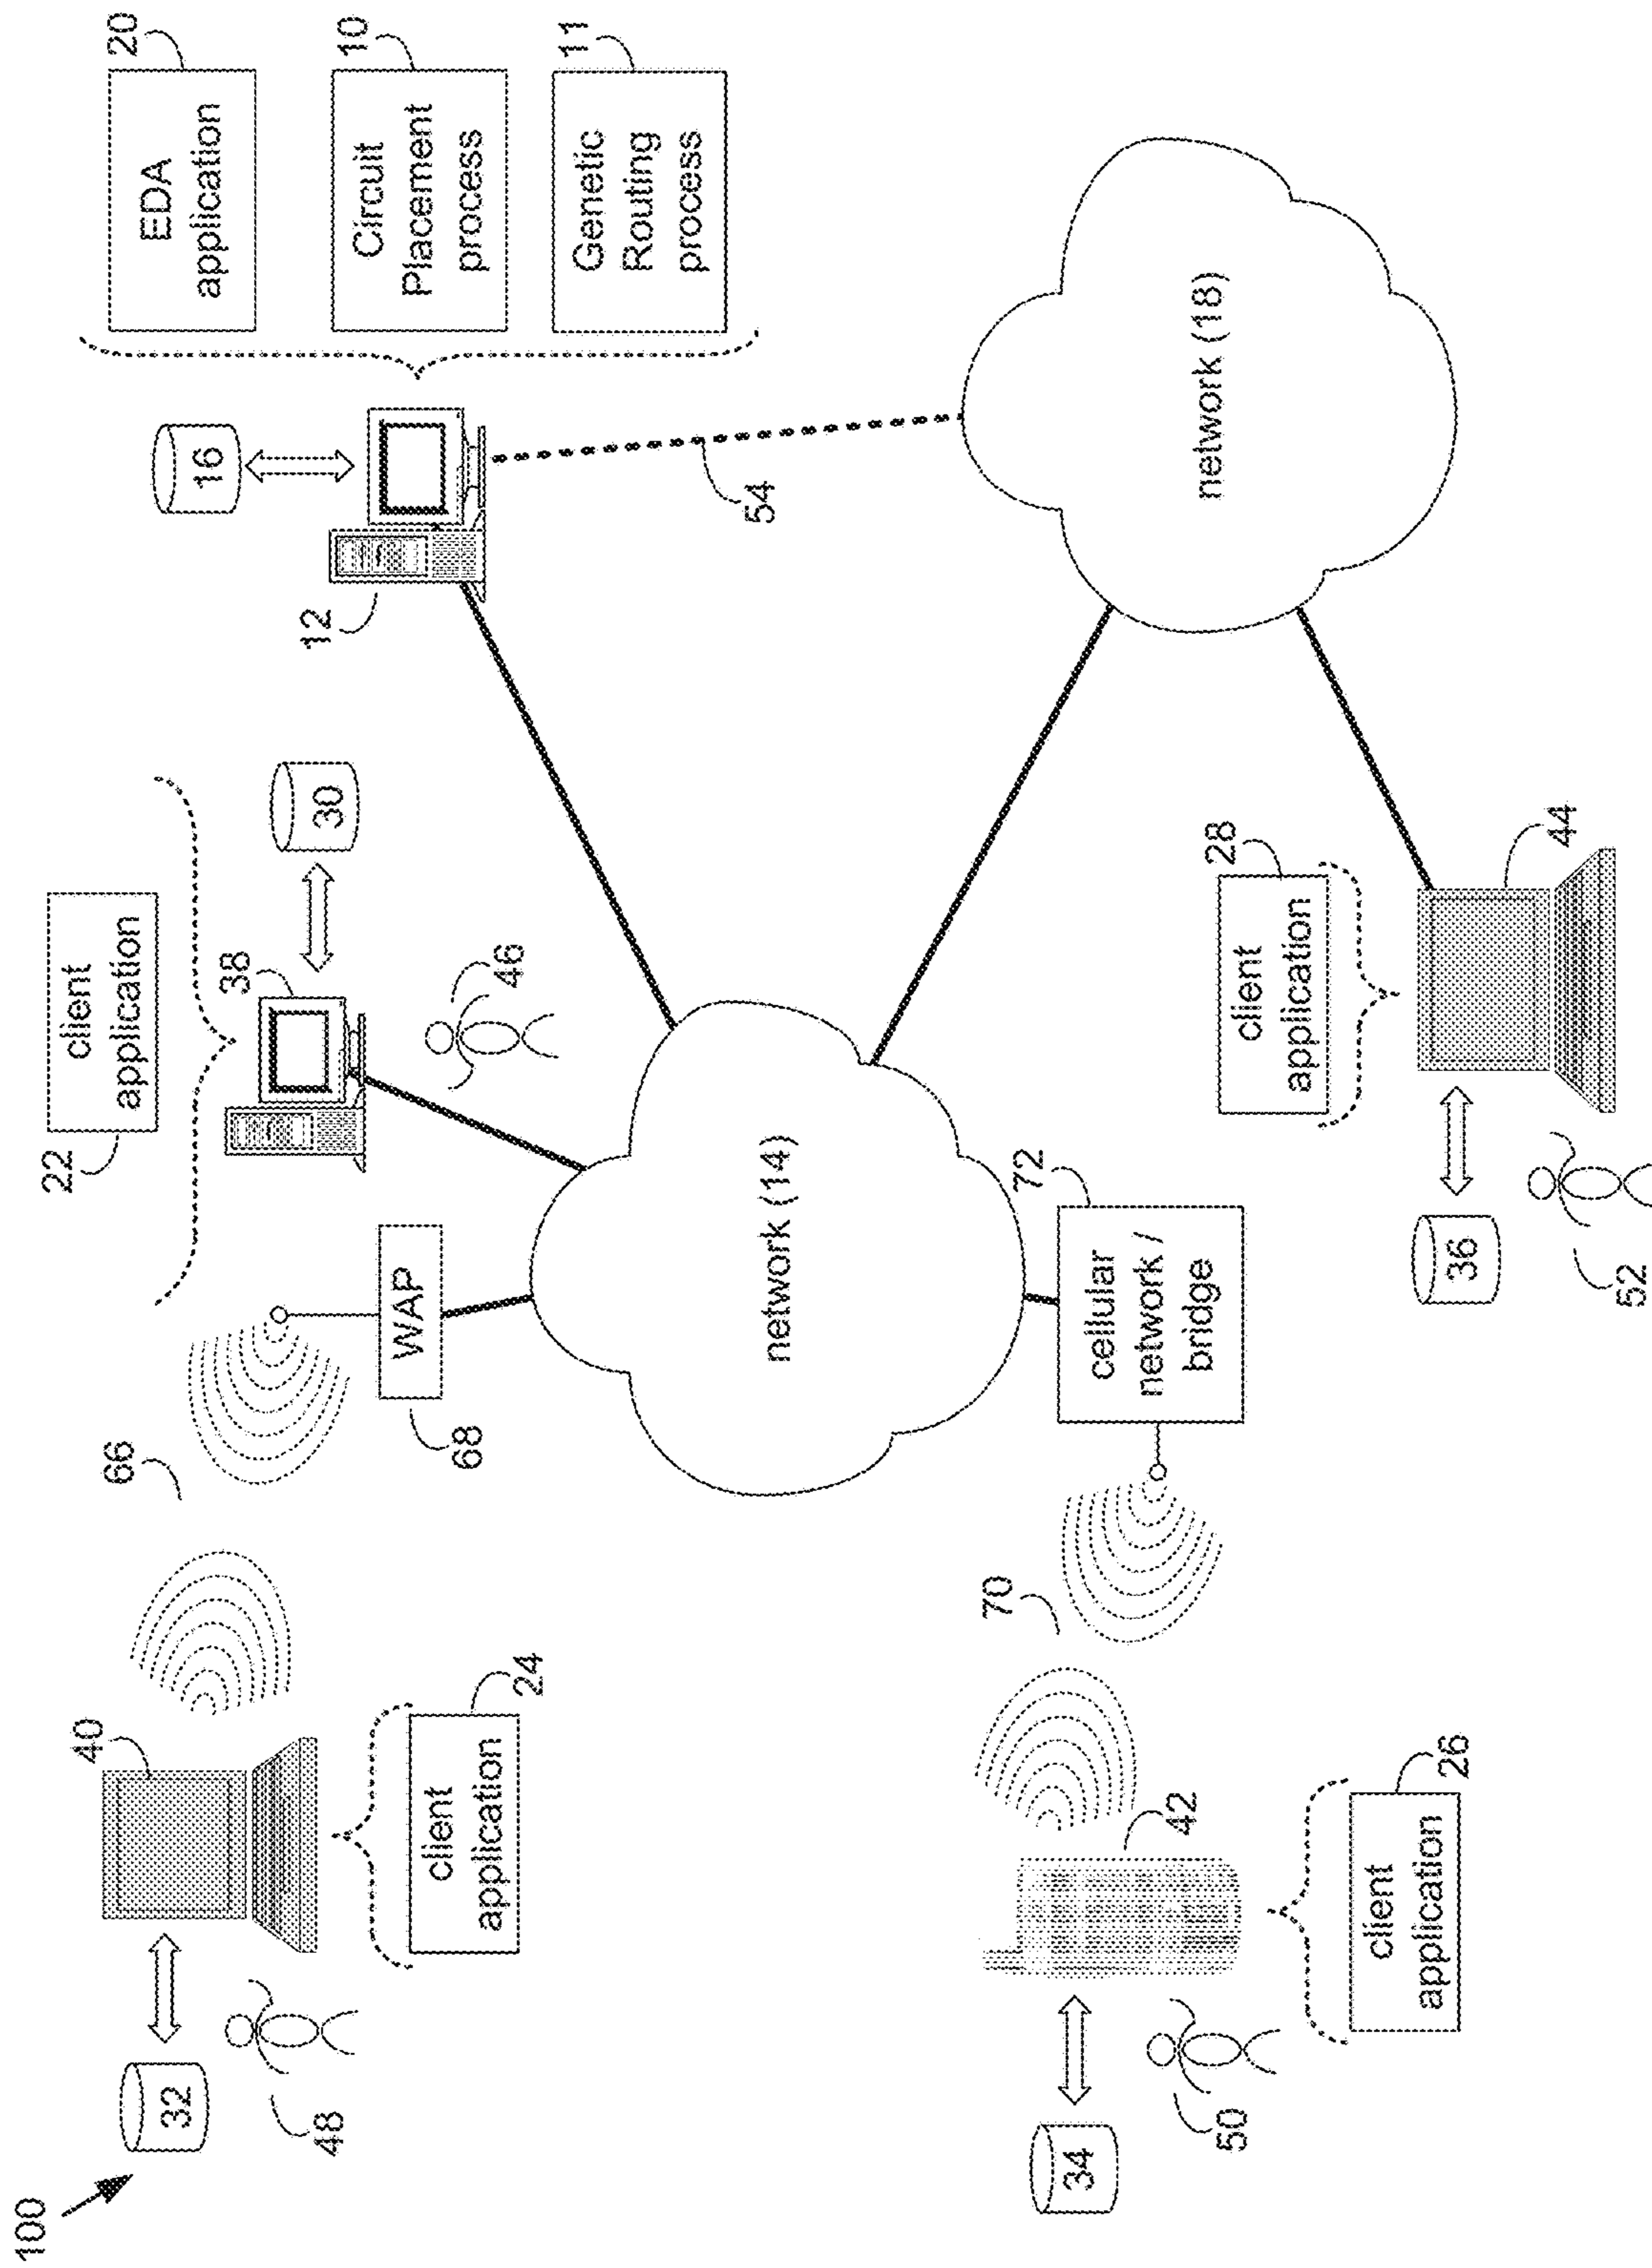 100
32
48
40
24
client
application
66
68
WAP
22
client
application
38
30
46
12
16
20
EDA
application
10
Circuit
Placement
process
11
Genetic
Routing
process
54
network (14)
network (18)
34
50
42
26
client
application
70
72
cellular
network /
bridge
36
52
28
client
application
44